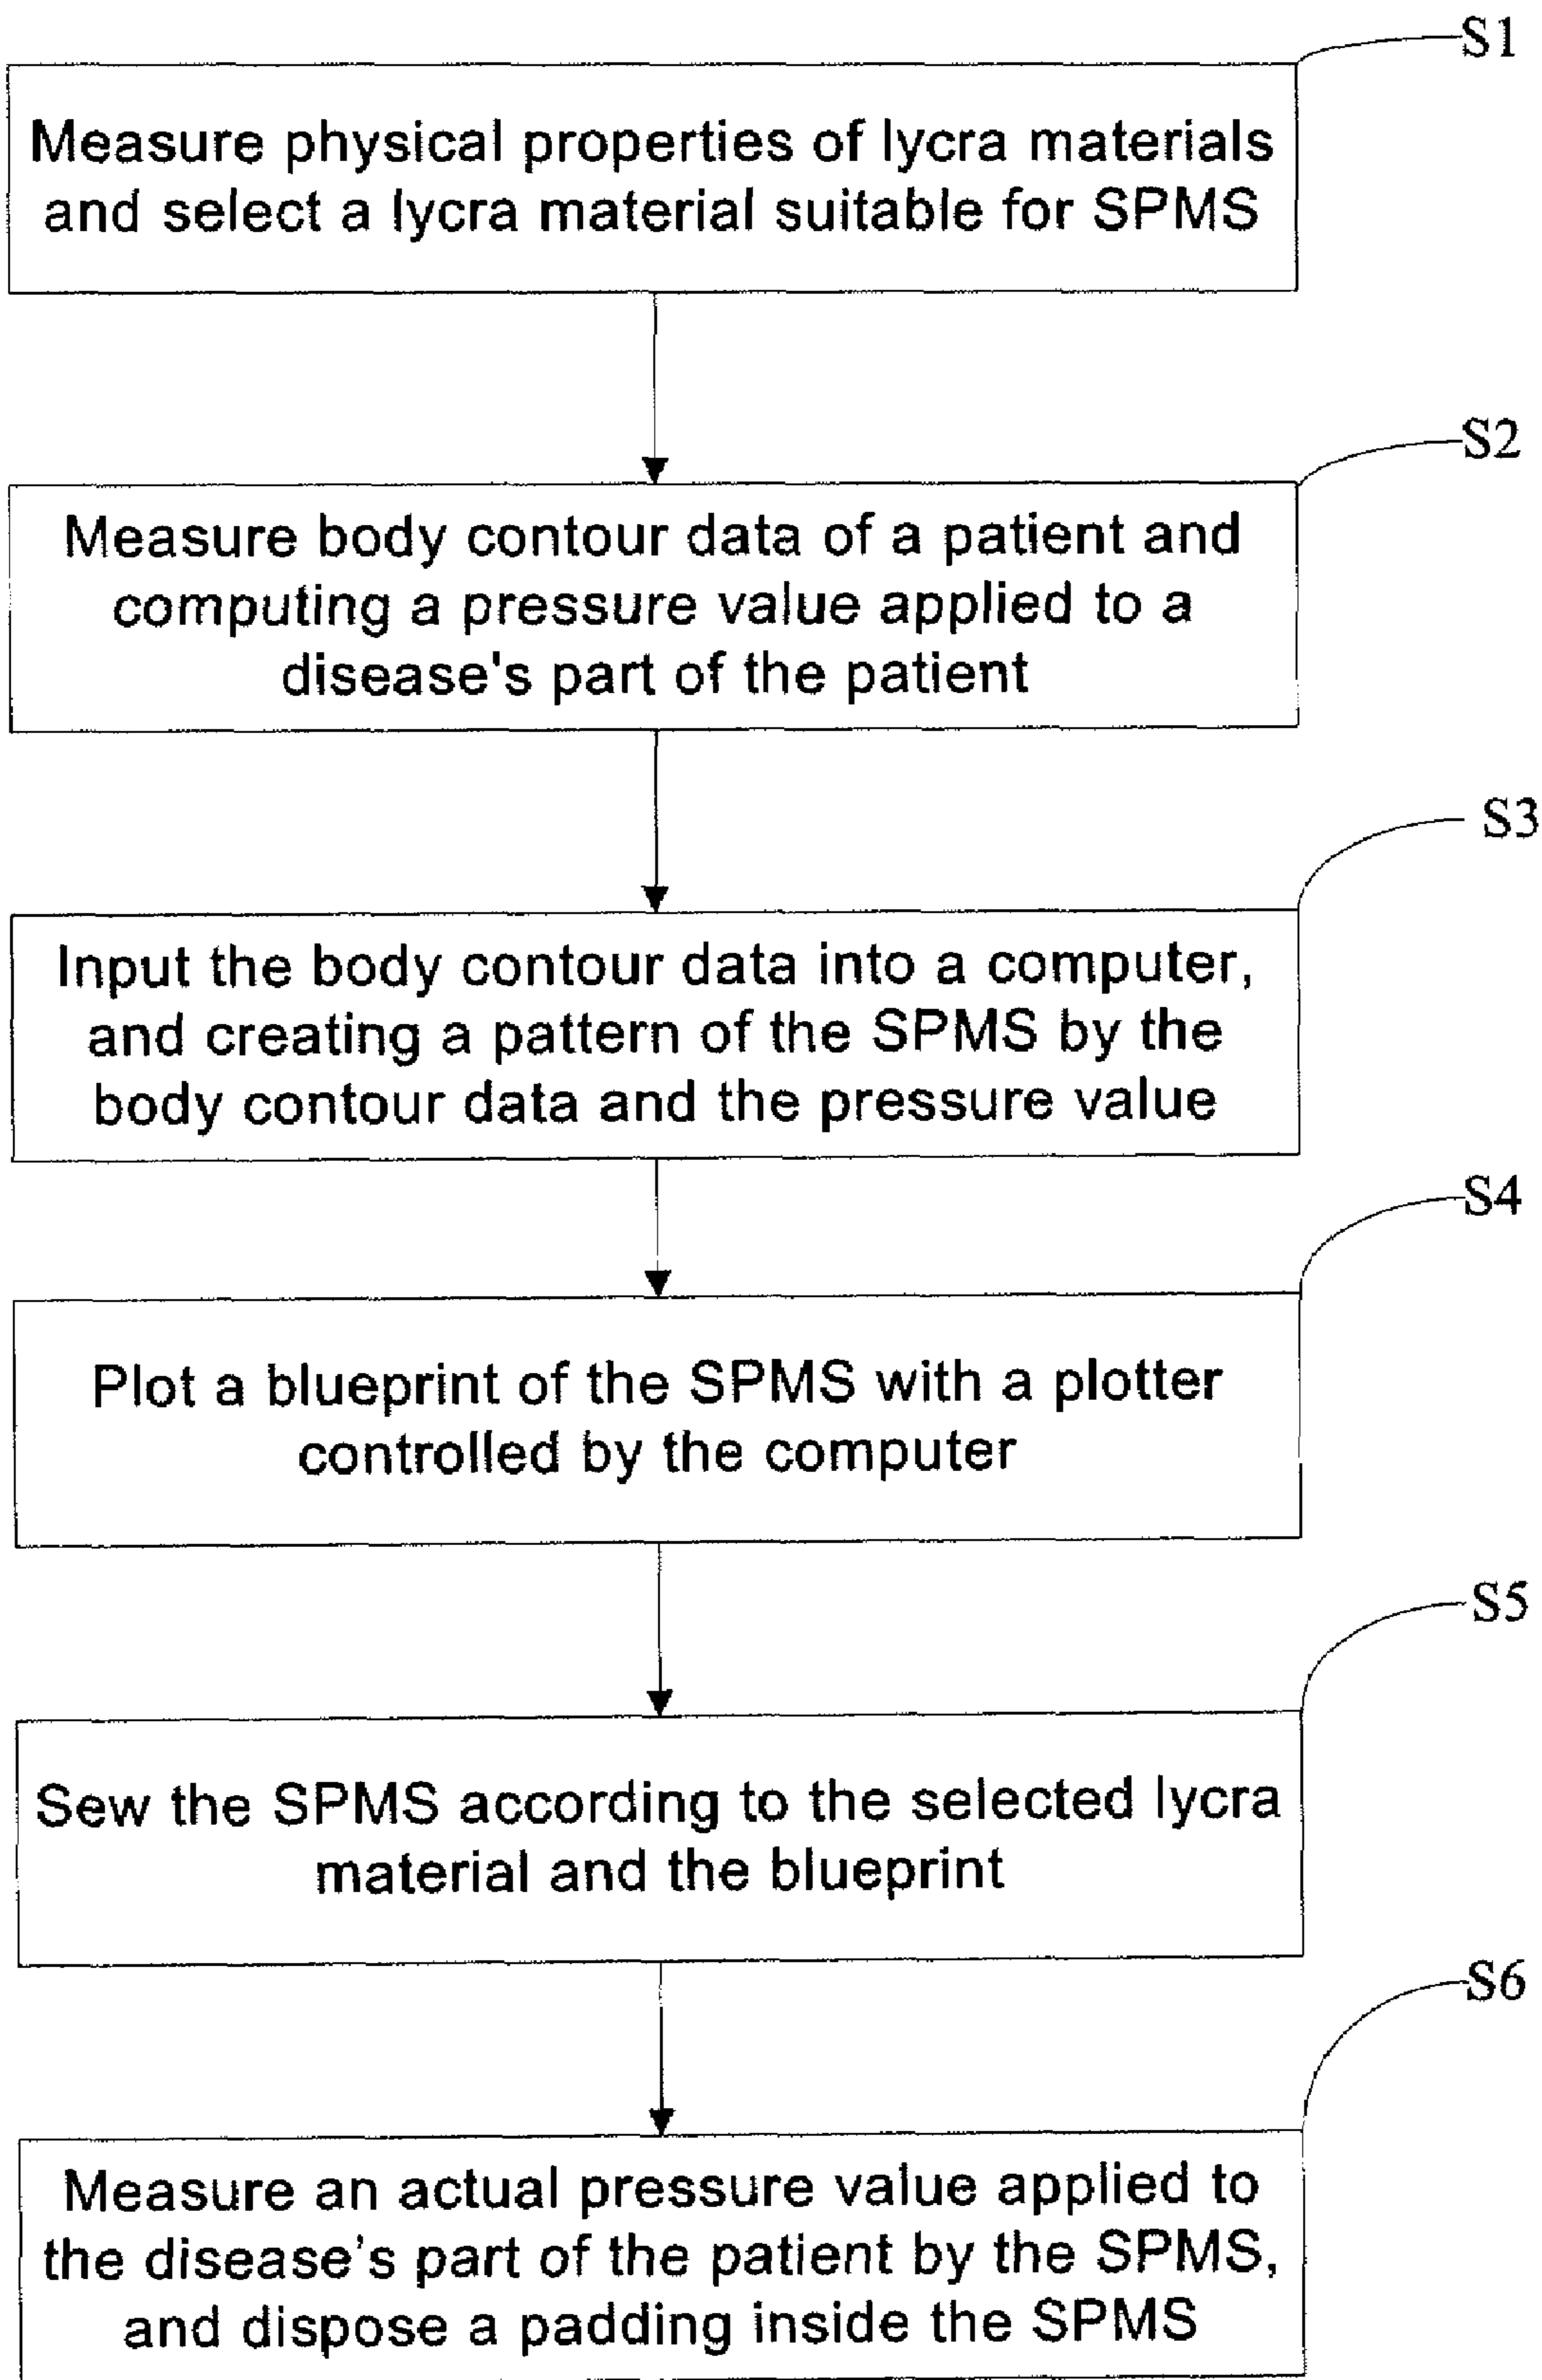 S1
Measure physical properties of lycra materials
and select a lycra material suitable for SPMS
S2
Measure body contour data of a patient and
computing a pressure value applied to a
disease's part of the patient
S3
Input the body contour data into a computer,
and creating a pattern of the SPMS by the
body contour data and the pressure value
S4
Plot a blueprint of the SPMS with a plotter
controlled by the computer
S5
Sew the SPMS according to the selected lycra
material and the blueprint
S6
Measure an actual pressure value applied to
the disease’s part of the patient by the SPMS,
and dispose a padding inside the SPMS